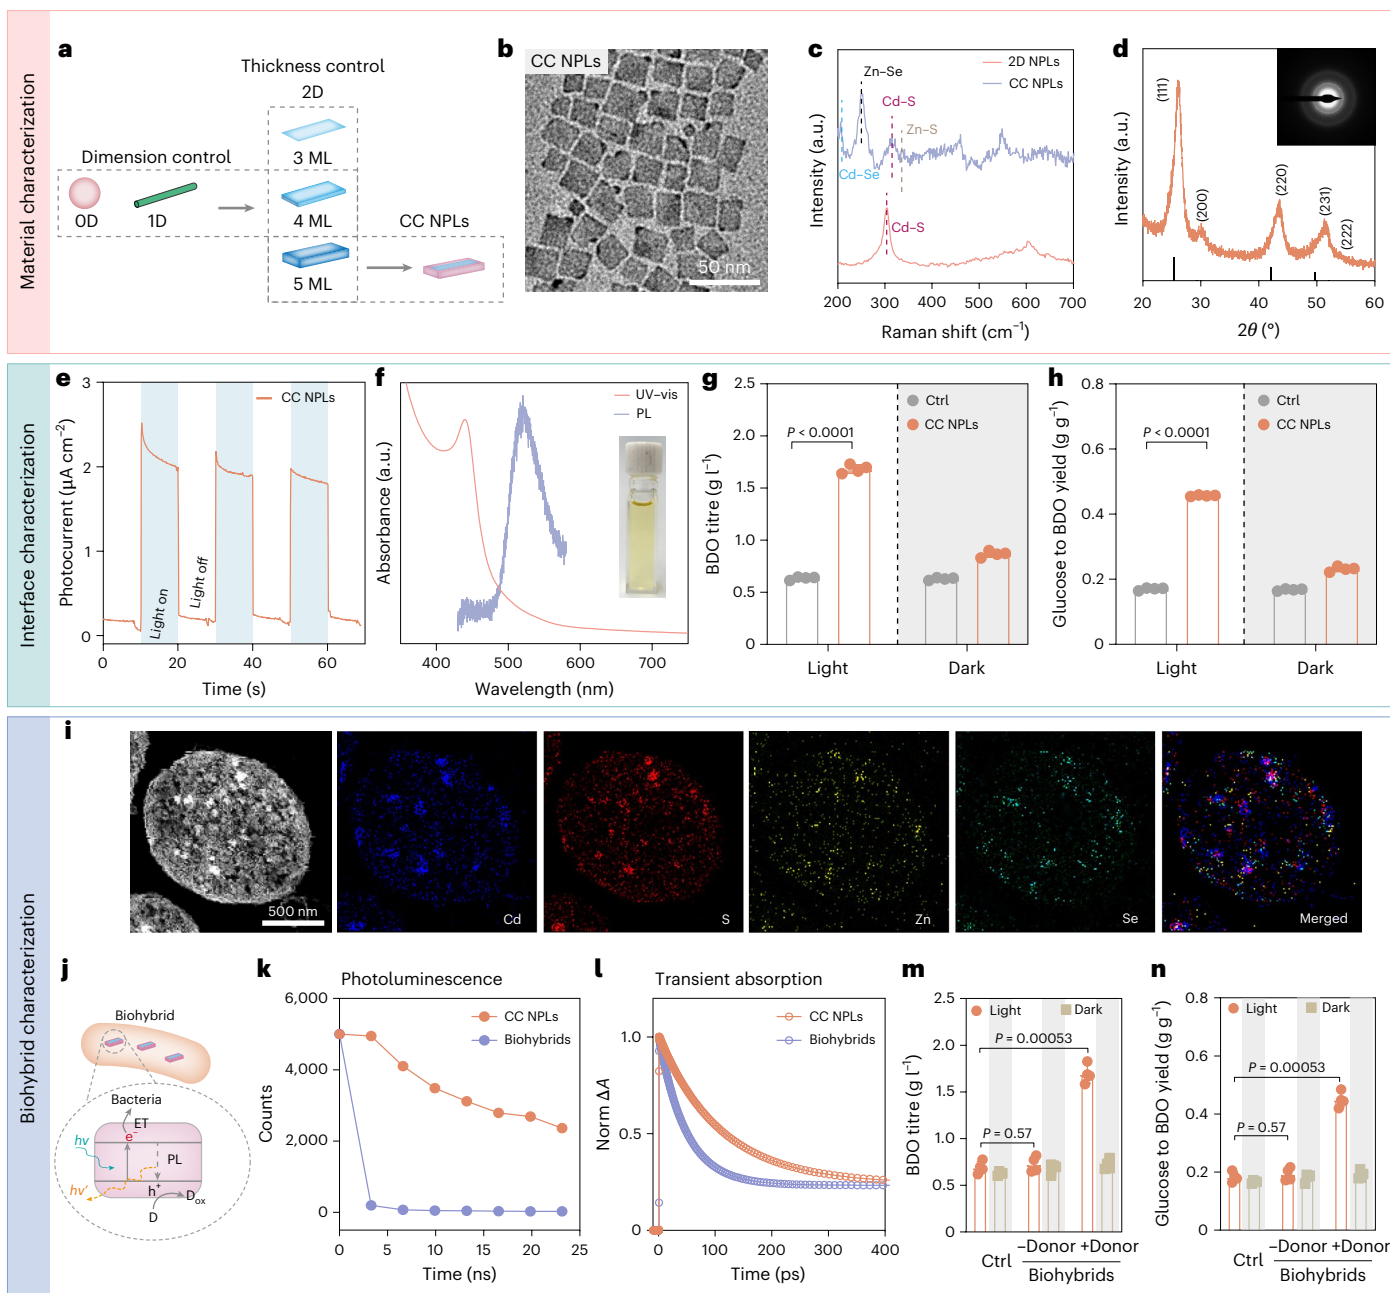 Material characterization
a
Thickness control
2D
3 ML
Dimension control
0D
1D
4 ML
CC NPLs
5 ML
b
CC NPLs
50 nm
c
2D NPLs
CC NPLs
Zn–Se
Cd–S
Zn–S
Cd–Se
Cd–S
Intensity (a.u.)
200 300 400 500 600 700
Raman shift (cm⁻¹)
d
(111)
(200)
(220)
(231)
(222)
Intensity (a.u.)
20 30 40 50 60
2θ (°)
Interface characterization
e
3
2
1
0
CC NPLs
Light on
Light off
Photocurrent (μA cm⁻²)
0 20 40 60
Time (s)
f
UV–vis
PL
Absorbance (a.u.)
400 500 600 700
Wavelength (nm)
g
2.5
2.0
1.5
1.0
0.5
0
Ctrl
CC NPLs
P < 0.0001
BDO titre (g l⁻¹)
Light Dark
h
0.8
0.6
0.4
0.2
0
Ctrl
CC NPLs
P < 0.0001
Glucose to BDO yield (g g⁻¹)
Light Dark
Biohybrid characterization
i
500 nm
Cd
S
Zn
Se
Merged
j
Biohybrid
Bacteria
ET
e⁻
hv
PL
hv′
h⁺
D
Dₒₓ
k
Photoluminescence
6,000
4,000
2,000
0
CC NPLs
Biohybrids
Counts
0 5 10 15 20 25
Time (ns)
l
Transient absorption
1.0
0.5
0
CC NPLs
Biohybrids
Norm ΔA
0 100 200 300 400
Time (ps)
m
2.5
2.0
1.5
1.0
0.5
0
Light Dark
P = 0.00053
P = 0.57
BDO titre (g l⁻¹)
Ctrl
–Donor +Donor
Biohybrids
n
0.8
0.6
0.4
0.2
0
Light Dark
P = 0.00053
P = 0.57
Glucose to BDO yield (g g⁻¹)
Ctrl
–Donor +Donor
Biohybrids